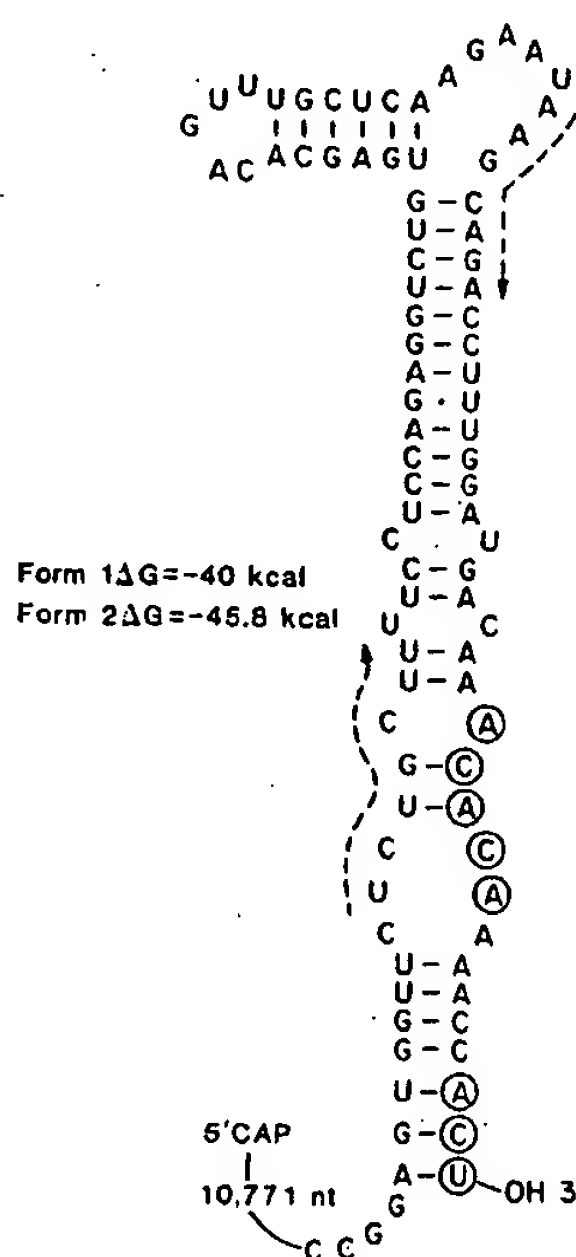 G A A U A A G
G U U U G C U C A A
A C A C G A G U
G – C
U – A
C – G
U – A
G – C
G – C
A – U
G · U
A – U
C – G
C – G
U – A
C U
C – G
Form 1ΔG=-40 kcal
U – A
Form 2ΔG=-45.8 kcal
U C
U – A
U – A
C A
G – C
U – A
C C
U A
C A
U – A
U – A
G – C
G – C
U – A
5'CAP
G – C
10,771 nt
A – U OH 3
C C G G